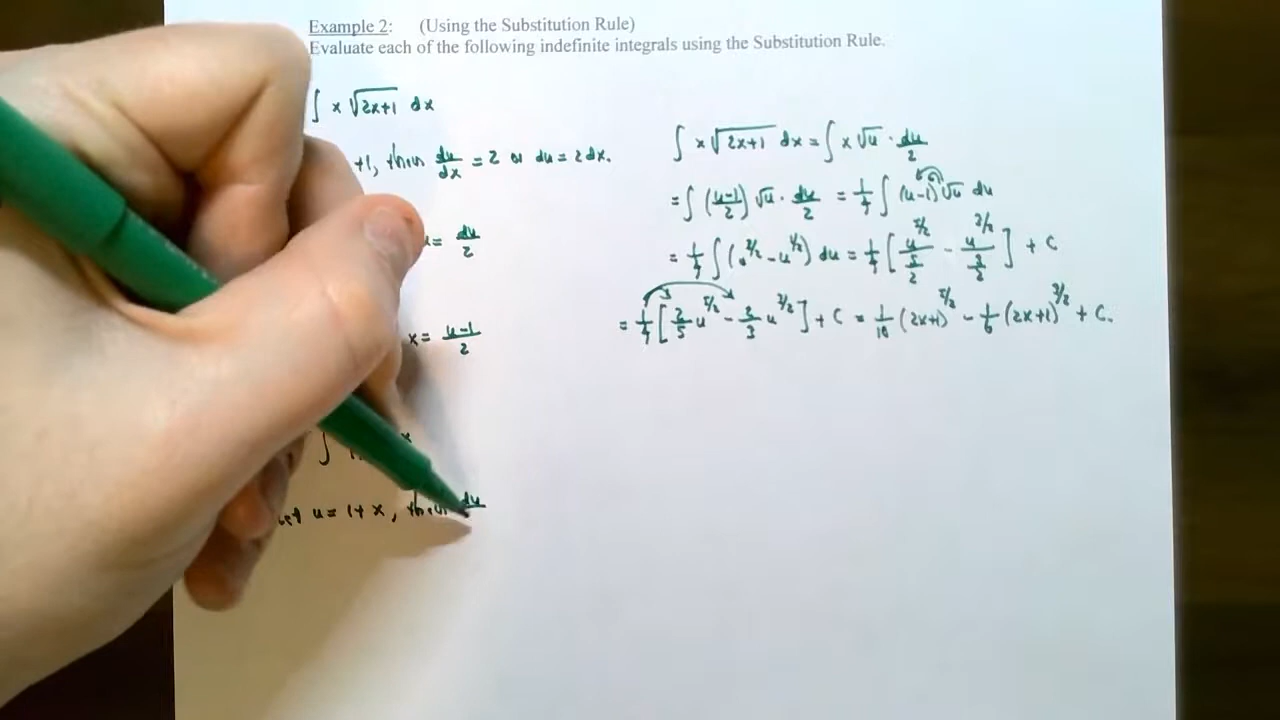 Example 2: (Using the Substitution Rule)
Evaluate each of the following indefinite integrals using the Substitution Rule.
∫ x √(2x+1) dx
+1, then du/dx = 2 or du = 2dx.
= du/2
x = (u-1)/2
∫
u = 1 + x, then du
∫ x √(2x+1) dx = ∫ x √u · du/2
= ∫ ((u-1)/2) √u · du/2 = 1/4 ∫ (u-1) √u du
= 1/4 ∫ (u^(3/2) - u^(1/2)) du = 1/4 [ u^(5/2)/(5/2) - u^(3/2)/(3/2) ] + C
= 1/4 [ 2/5 u^(5/2) - 2/3 u^(3/2) ] + C = 1/10 (2x+1)^(5/2) - 1/6 (2x+1)^(3/2) + C.